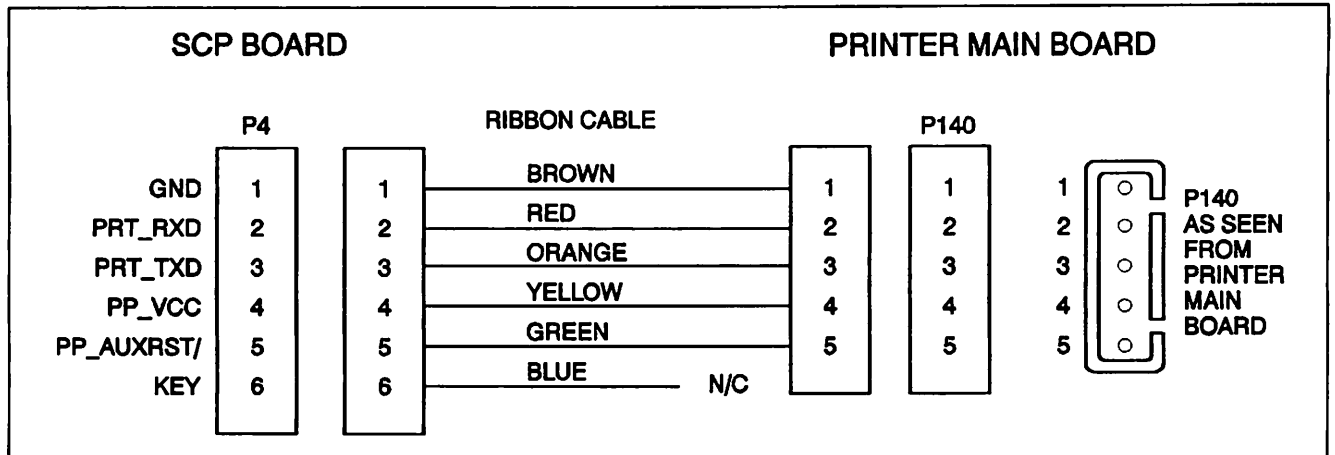 SCP BOARD PRINTER MAIN BOARD
P4 RIBBON CABLE P140
GND 1 1 BROWN 1 1 1
PRT_RXD 2 2 RED 2 2 2
PRT_TXD 3 3 ORANGE 3 3 3
PP_VCC 4 4 YELLOW 4 4 4
PP_AUXRST/ 5 5 GREEN 5 5 5
KEY 6 6 BLUE N/C
P140
AS SEEN
FROM
PRINTER
MAIN
BOARD